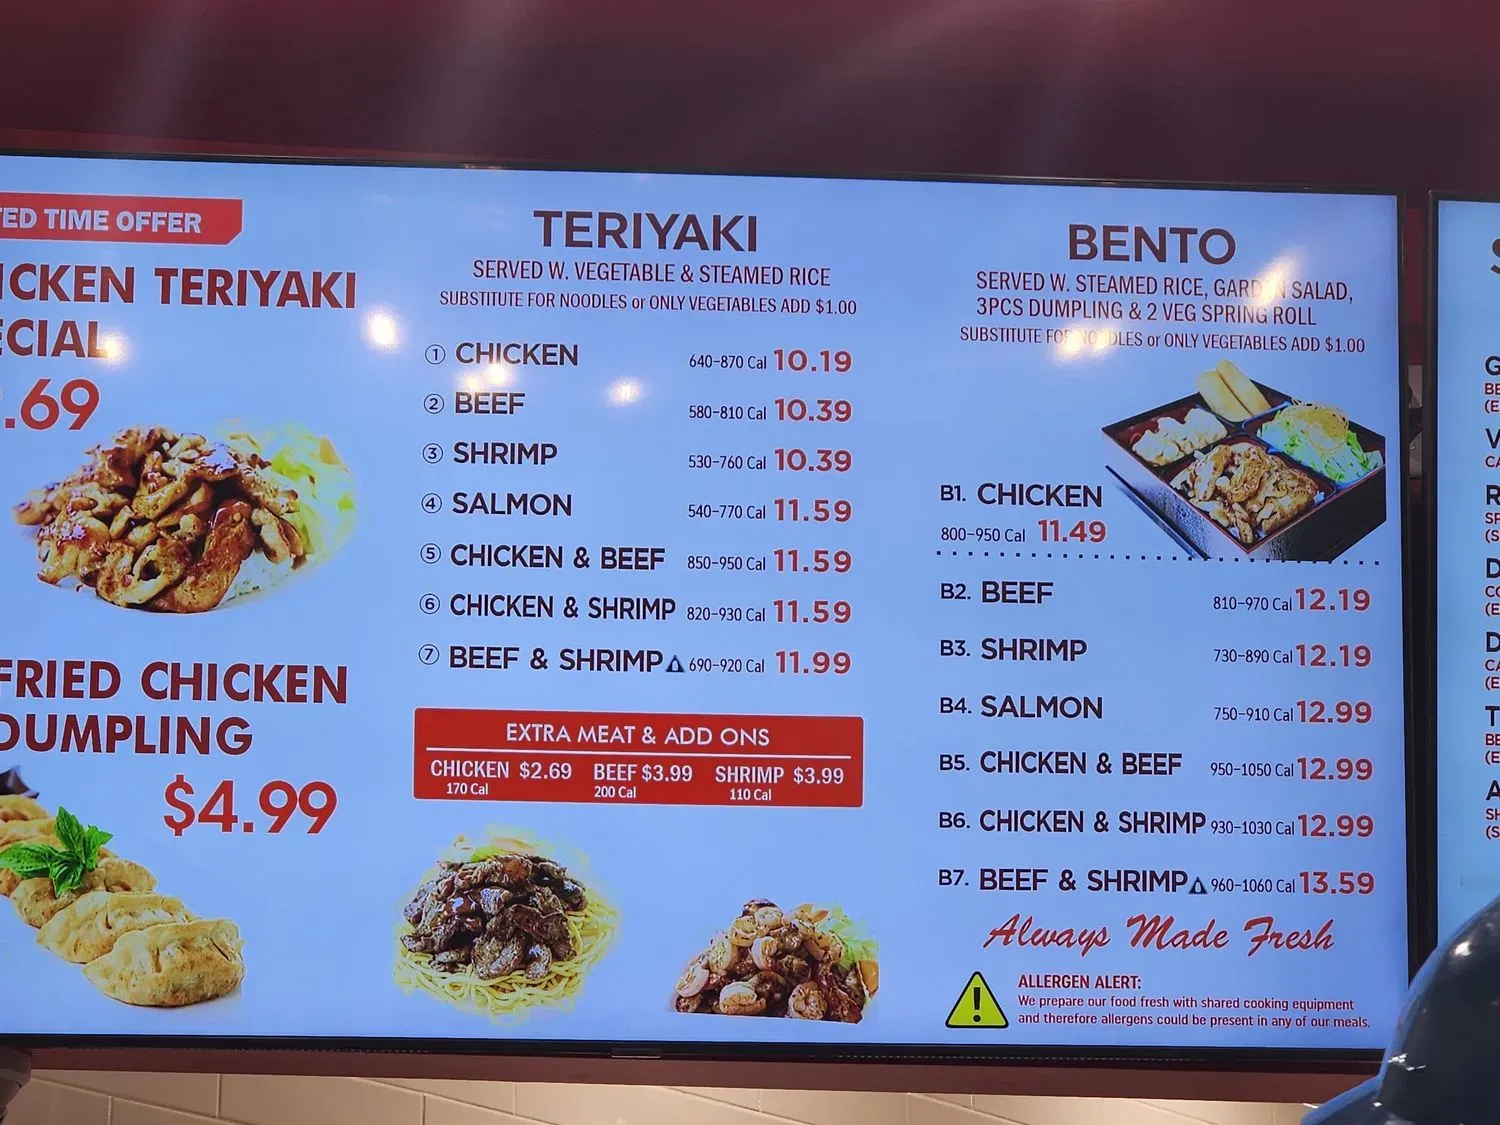 TED TIME OFFER
ICKEN TERIYAKI
ECIAL
.69
FRIED CHICKEN
DUMPLING
$4.99
TERIYAKI
SERVED W. VEGETABLE & STEAMED RICE
SUBSTITUTE FOR NOODLES or ONLY VEGETABLES ADD $1.00
① CHICKEN 640-870 Cal 10.19
② BEEF 580-810 Cal 10.39
③ SHRIMP 530-760 Cal 10.39
④ SALMON 540-770 Cal 11.59
⑤ CHICKEN & BEEF 850-950 Cal 11.59
⑥ CHICKEN & SHRIMP 820-930 Cal 11.59
⑦ BEEF & SHRIMP 690-920 Cal 11.99
EXTRA MEAT & ADD ONS
CHICKEN $2.69 BEEF $3.99 SHRIMP $3.99
170 Cal 200 Cal 110 Cal
BENTO
SERVED W. STEAMED RICE, GARDEN SALAD,
3PCS DUMPLING & 2 VEG SPRING ROLL
SUBSTITUTE FOR NOODLES or ONLY VEGETABLES ADD $1.00
B1. CHICKEN
800-950 Cal 11.49
B2. BEEF 810-970 Cal 12.19
B3. SHRIMP 730-890 Cal 12.19
B4. SALMON 750-910 Cal 12.99
B5. CHICKEN & BEEF 950-1050 Cal 12.99
B6. CHICKEN & SHRIMP 930-1030 Cal 12.99
B7. BEEF & SHRIMP 960-1060 Cal 13.59
Always Made Fresh
ALLERGEN ALERT:
We prepare our food fresh with shared cooking equipment
and therefore allergens could be present in any of our meals.